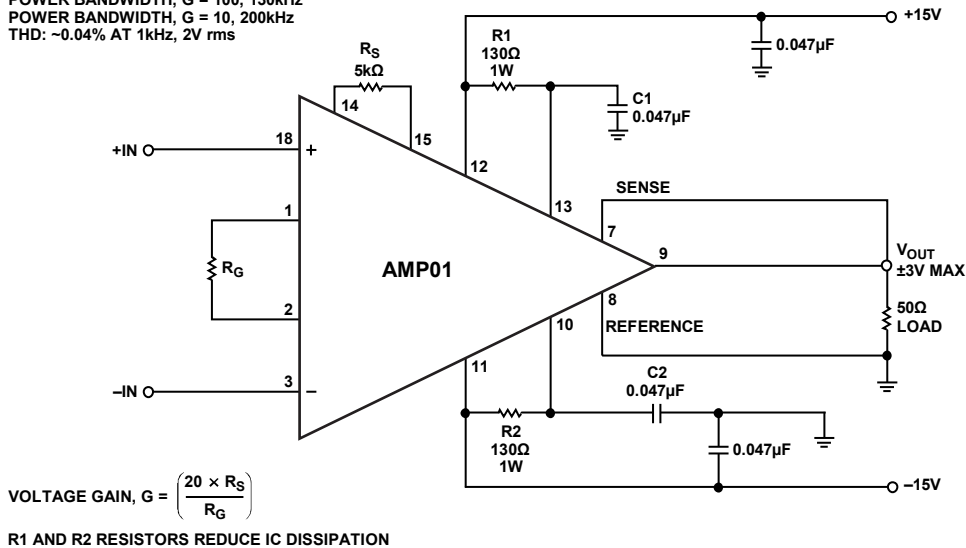 POWER BANDWIDTH, G = 100, 130kHz
POWER BANDWIDTH, G = 10, 200kHz
THD: ~0.04% AT 1kHz, 2V rms
+15V
0.047µF
R1
130Ω
1W
C1
0.047µF
RS
5kΩ
14
15
12
13
+IN
18
+
1
RG
2
–IN
3
–
AMP01
SENSE
7
9
VOUT
±3V MAX
8
REFERENCE
50Ω
LOAD
10
11
R2
130Ω
1W
C2
0.047µF
0.047µF
–15V
VOLTAGE GAIN, G = (20 × RS / RG)
R1 AND R2 RESISTORS REDUCE IC DISSIPATION